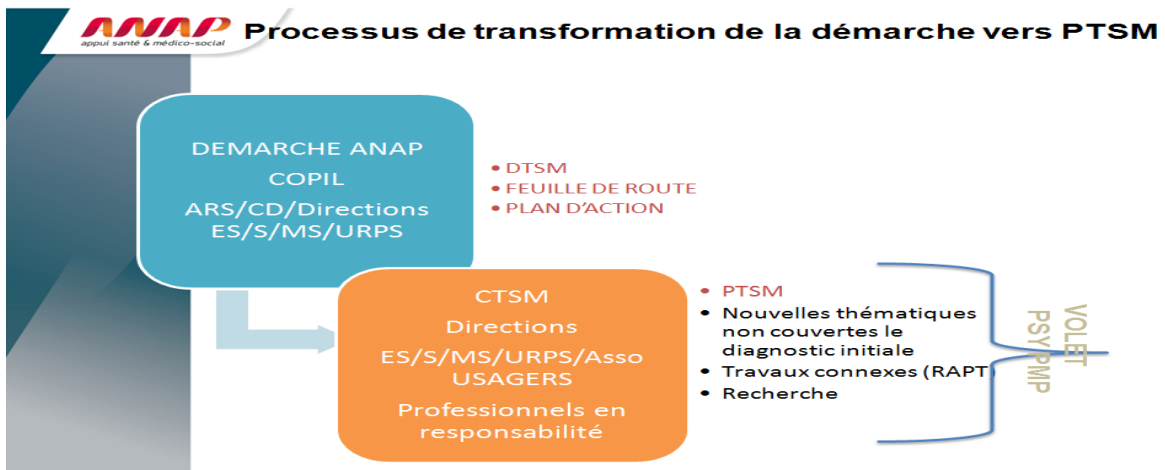 ANAP
appui santé & médico-social
Processus de transformation de la démarche vers PTSM
DEMARCHE ANAP
COPIL
ARS/CD/Directions
ES/S/MS/URPS
• DTSM
• FEUILLE DE ROUTE
• PLAN D'ACTION
CTSM
Directions
ES/S/MS/URPS/Asso
USAGERS
Professionnels en
responsabilité
• PTSM
• Nouvelles thématiques
non couvertes le
diagnostic initiale
• Travaux connexes (RAPT)
• Recherche
VOLET
PSY PMP